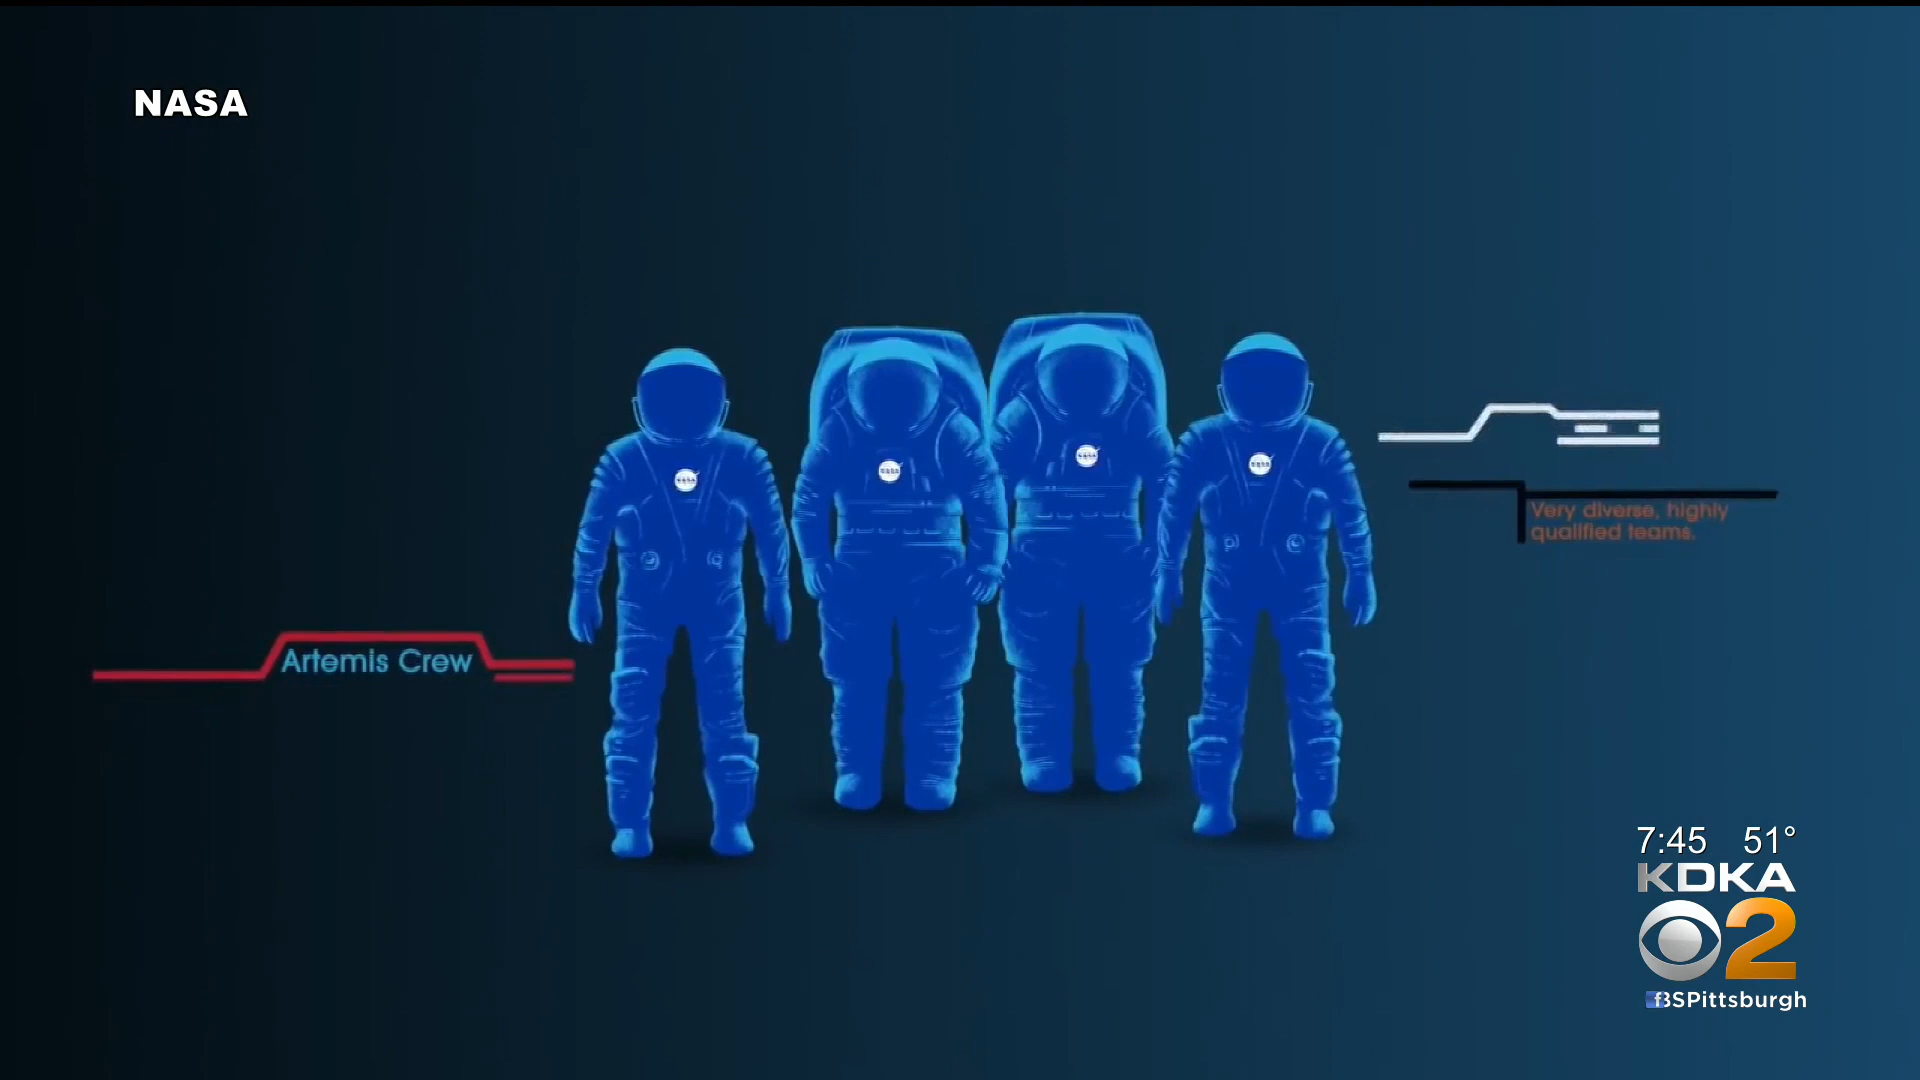 NASA
Artemis Crew
Very diverse, highly
qualified teams.
7:45 51°
KDKA
2
BSPittsburgh